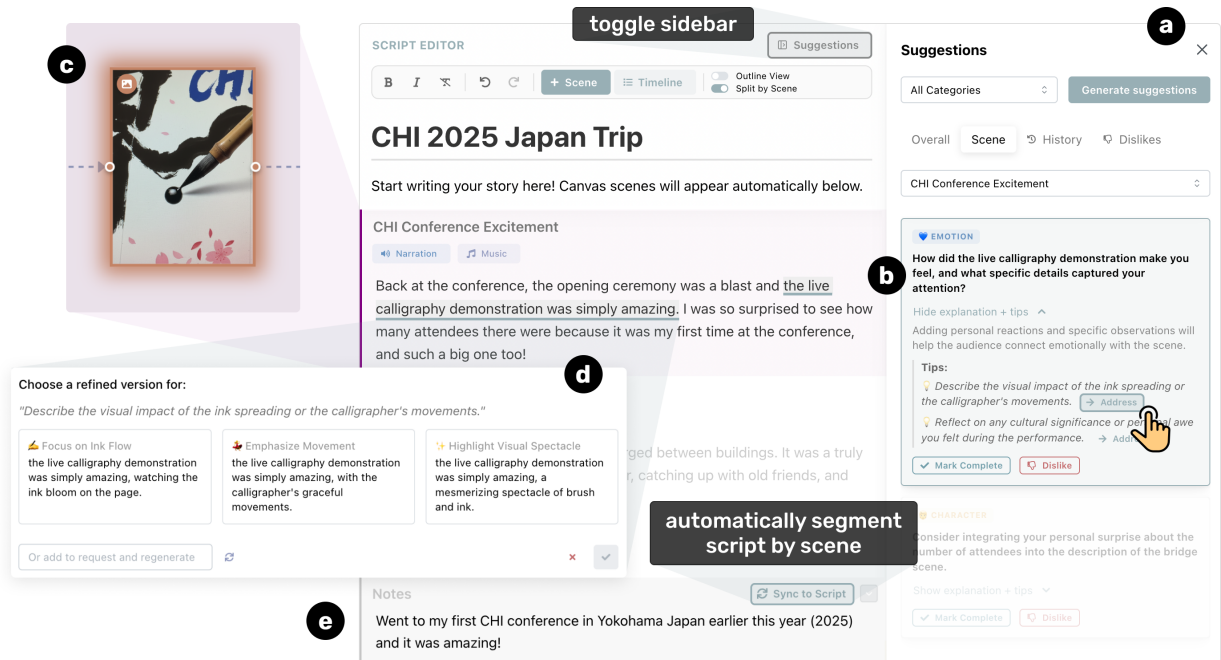 toggle sidebar
a
c
CHI
SCRIPT EDITOR
Suggestions
B I
+ Scene
Timeline
Outline View
Split by Scene
CHI 2025 Japan Trip
Start writing your story here! Canvas scenes will appear automatically below.
CHI Conference Excitement
Narration
Music
Back at the conference, the opening ceremony was a blast and the live
calligraphy demonstration was simply amazing. I was so surprised to see how
many attendees there were because it was my first time at the conference,
and such a big one too!
d
Choose a refined version for:
"Describe the visual impact of the ink spreading or the calligrapher's movements."
Focus on Ink Flow
the live calligraphy demonstration
was simply amazing, watching the
ink bloom on the page.
Emphasize Movement
the live calligraphy demonstration
was simply amazing, with the
calligrapher's graceful
movements.
Highlight Visual Spectacle
the live calligraphy demonstration
was simply amazing, a
mesmerizing spectacle of brush
and ink.
Or add to request and regenerate
between buildings. It was a truly
catching up with old friends, and
automatically segment
script by scene
e
Notes
Sync to Script
Went to my first CHI conference in Yokohama Japan earlier this year (2025)
and it was amazing!
Suggestions
All Categories
Generate suggestions
Overall
Scene
History
Dislikes
CHI Conference Excitement
b
EMOTION
How did the live calligraphy demonstration make you
feel, and what specific details captured your
attention?
Hide explanation + tips
Adding personal reactions and specific observations will
help the audience connect emotionally with the scene.
Tips:
Describe the visual impact of the ink spreading or
the calligrapher's movements. → Address
Reflect on any cultural significance or personal awe
you felt during the performance. →
Mark Complete
Dislike
CHARACTER
Consider integrating your personal surprise about the
number of attendees into the description of the bridge
scene.
Show explanation + tips
Mark Complete
Dislike